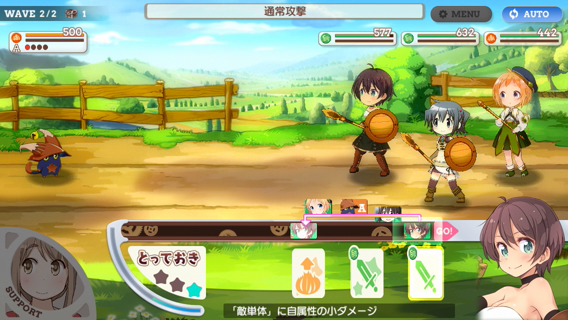 WAVE 2/2 1
通常攻撃
MENU
AUTO
500
A
577
632
442
A
GO!
とっておき
SUPPORT
「敵単体」に自属性の小ダメージ